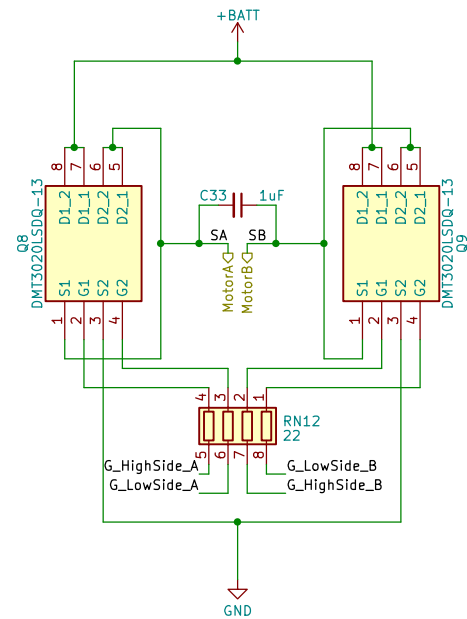 +BATT
8 7 6 5
8 7 6 5
D1_2 D1_1 D2_2 D2_1
D1_2 D1_1 D2_2 D2_1
S1 G1 S2 G2
S1 G1 S2 G2
Q8
DMT3020LSDQ-13
DMT3020LSDQ-13
Q9
C33 1uF
SA SB
MotorA MotorB
1 2 3 4
1 2 3 4
4 3 2 1
RN12
22
5 6 7 8
G_HighSide_A G_LowSide_B
G_LowSide_A G_HighSide_B
GND